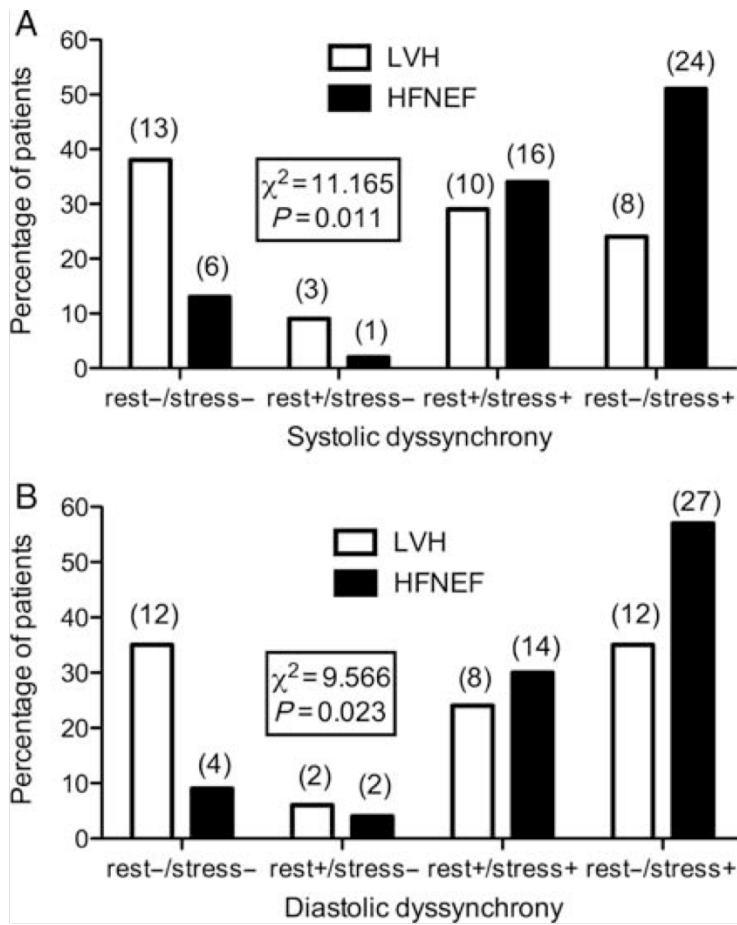 A
Percentage of patients
60
50
40
30
20
10
0
LVH
HFNEF
(13)
(6)
(3)
(1)
(10)
(16)
(8)
(24)
χ² = 11.165
P = 0.011
rest−/stress− rest+/stress− rest+/stress+ rest−/stress+
Systolic dyssynchrony
B
Percentage of patients
60
50
40
30
20
10
0
LVH
HFNEF
(12)
(4)
(2)
(2)
(8)
(14)
(12)
(27)
χ² = 9.566
P = 0.023
rest−/stress− rest+/stress− rest+/stress+ rest−/stress+
Diastolic dyssynchrony